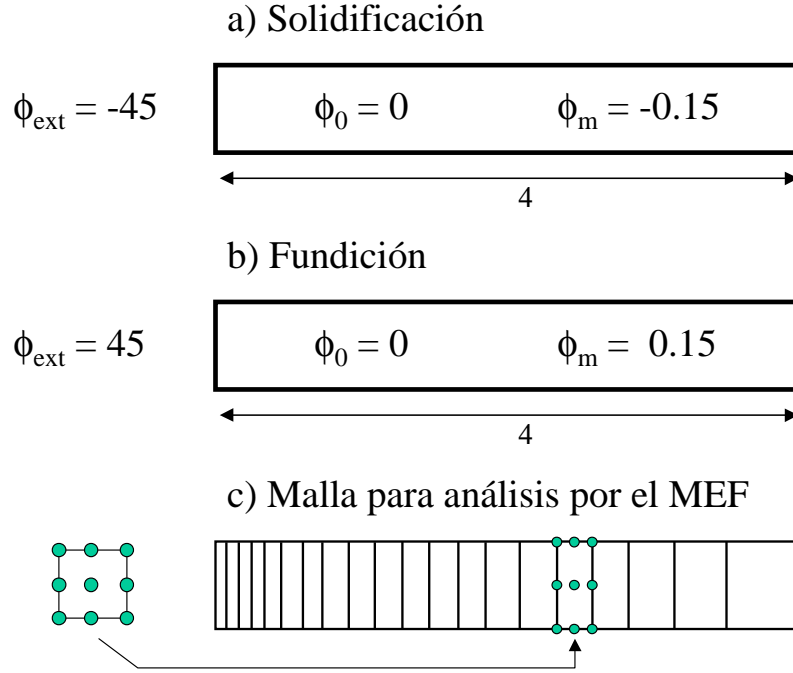 a) Solidificación
ϕext = -45 ϕ0 = 0 ϕm = -0.15
4
b) Fundición
ϕext = 45 ϕ0 = 0 ϕm = 0.15
4
c) Malla para análisis por el MEF